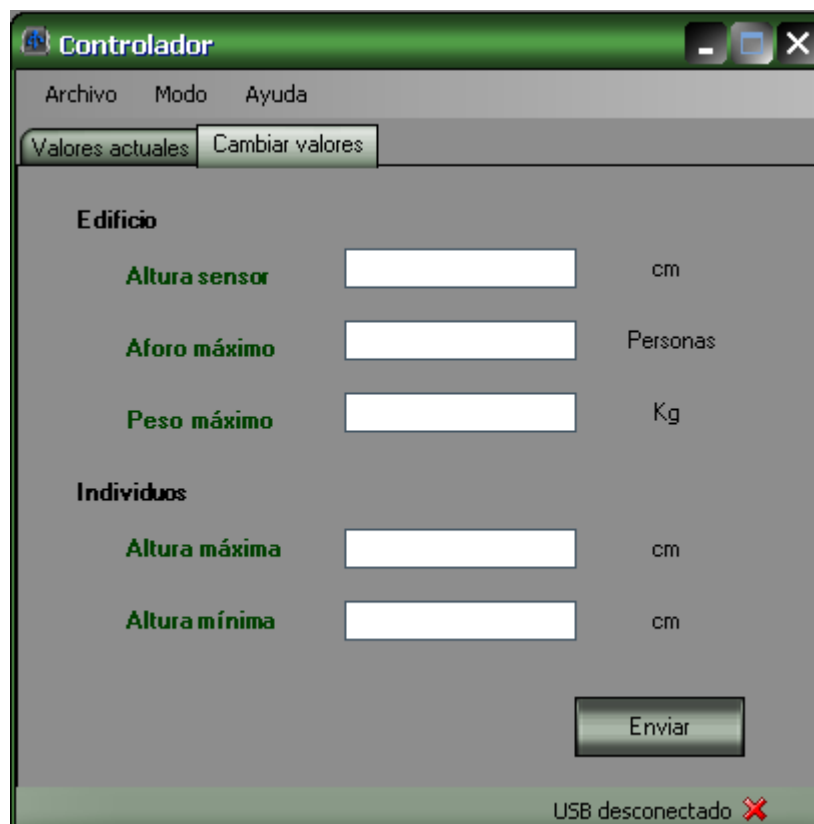 Controlador
Archivo Modo Ayuda
Valores actuales Cambiar valores
Edificio
Altura sensor cm
Aforo máximo Personas
Peso máximo Kg
Individuos
Altura máxima cm
Altura mínima cm
Enviar
USB desconectado